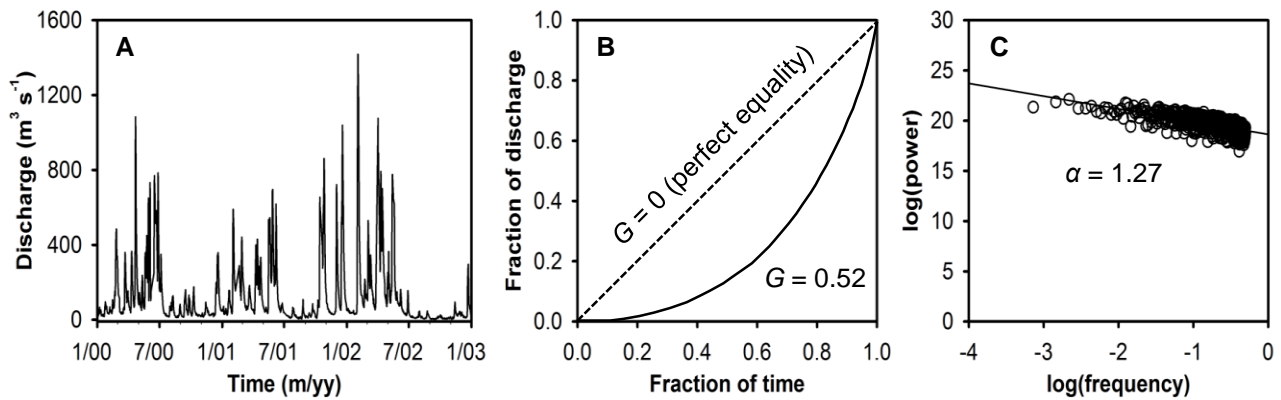 A
Discharge (m³ s⁻¹)
1600
1200
800
400
0
1/00 7/00 1/01 7/01 1/02 7/02 1/03
Time (m/yy)
B
Fraction of discharge
1.0
0.8
0.6
0.4
0.2
0.0
G = 0 (perfect equality)
G = 0.52
0.0 0.2 0.4 0.6 0.8 1.0
Fraction of time
C
log(power)
30
25
20
15
10
5
0
α = 1.27
-4 -3 -2 -1 0
log(frequency)